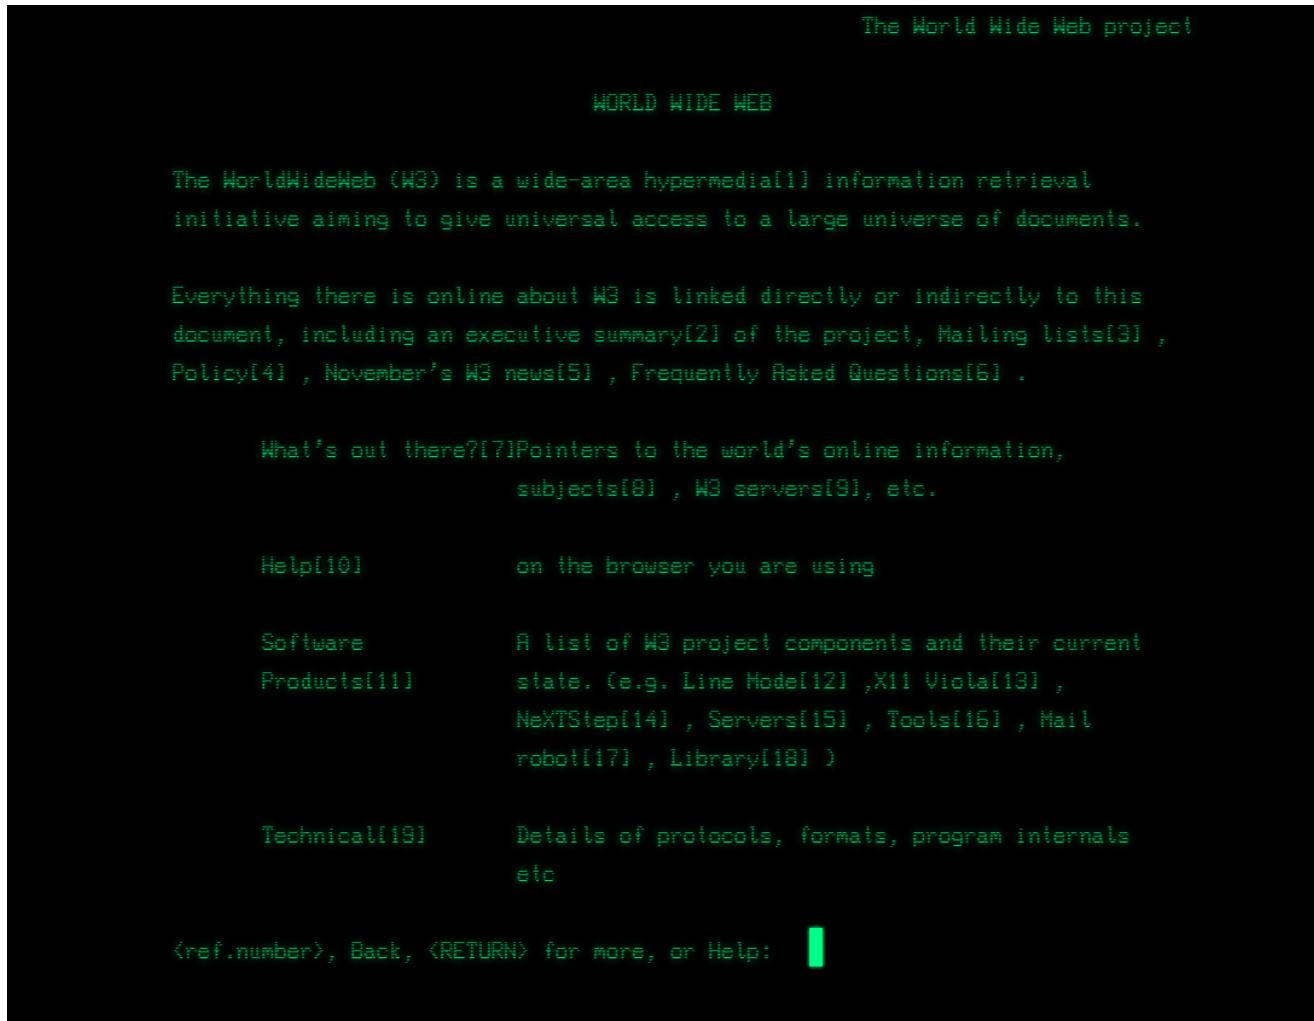 The World Wide Web project
WORLD WIDE WEB
The WorldWideWeb (W3) is a wide-area hypermedia[1] information retrieval
initiative aiming to give universal access to a large universe of documents.
Everything there is online about W3 is linked directly or indirectly to this
document, including an executive summary[2] of the project, Mailing lists[3] ,
Policy[4] , November's W3 news[5] , Frequently Asked Questions[6] .
What's out there?[7]Pointers to the world's online information,
subjects[8] , W3 servers[9], etc.
Help[10] on the browser you are using
Software A list of W3 project components and their current
Products[11] state. (e.g. Line Mode[12] ,X11 Viola[13] ,
NeXTStep[14] , Servers[15] , Tools[16] , Mail
robot[17] , Library[18] )
Technical[19] Details of protocols, formats, program internals
etc
<ref.number>, Back, <RETURN> for more, or Help: